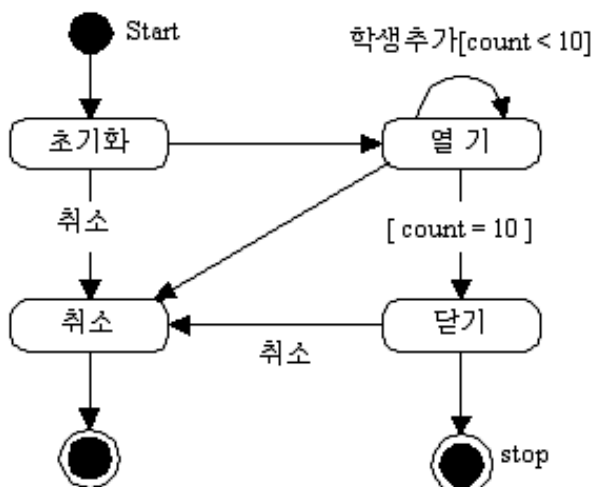 Start
학생추가[count < 10]
초기화
열 기
취소
[ count = 10 ]
취소
닫기
취소
stop